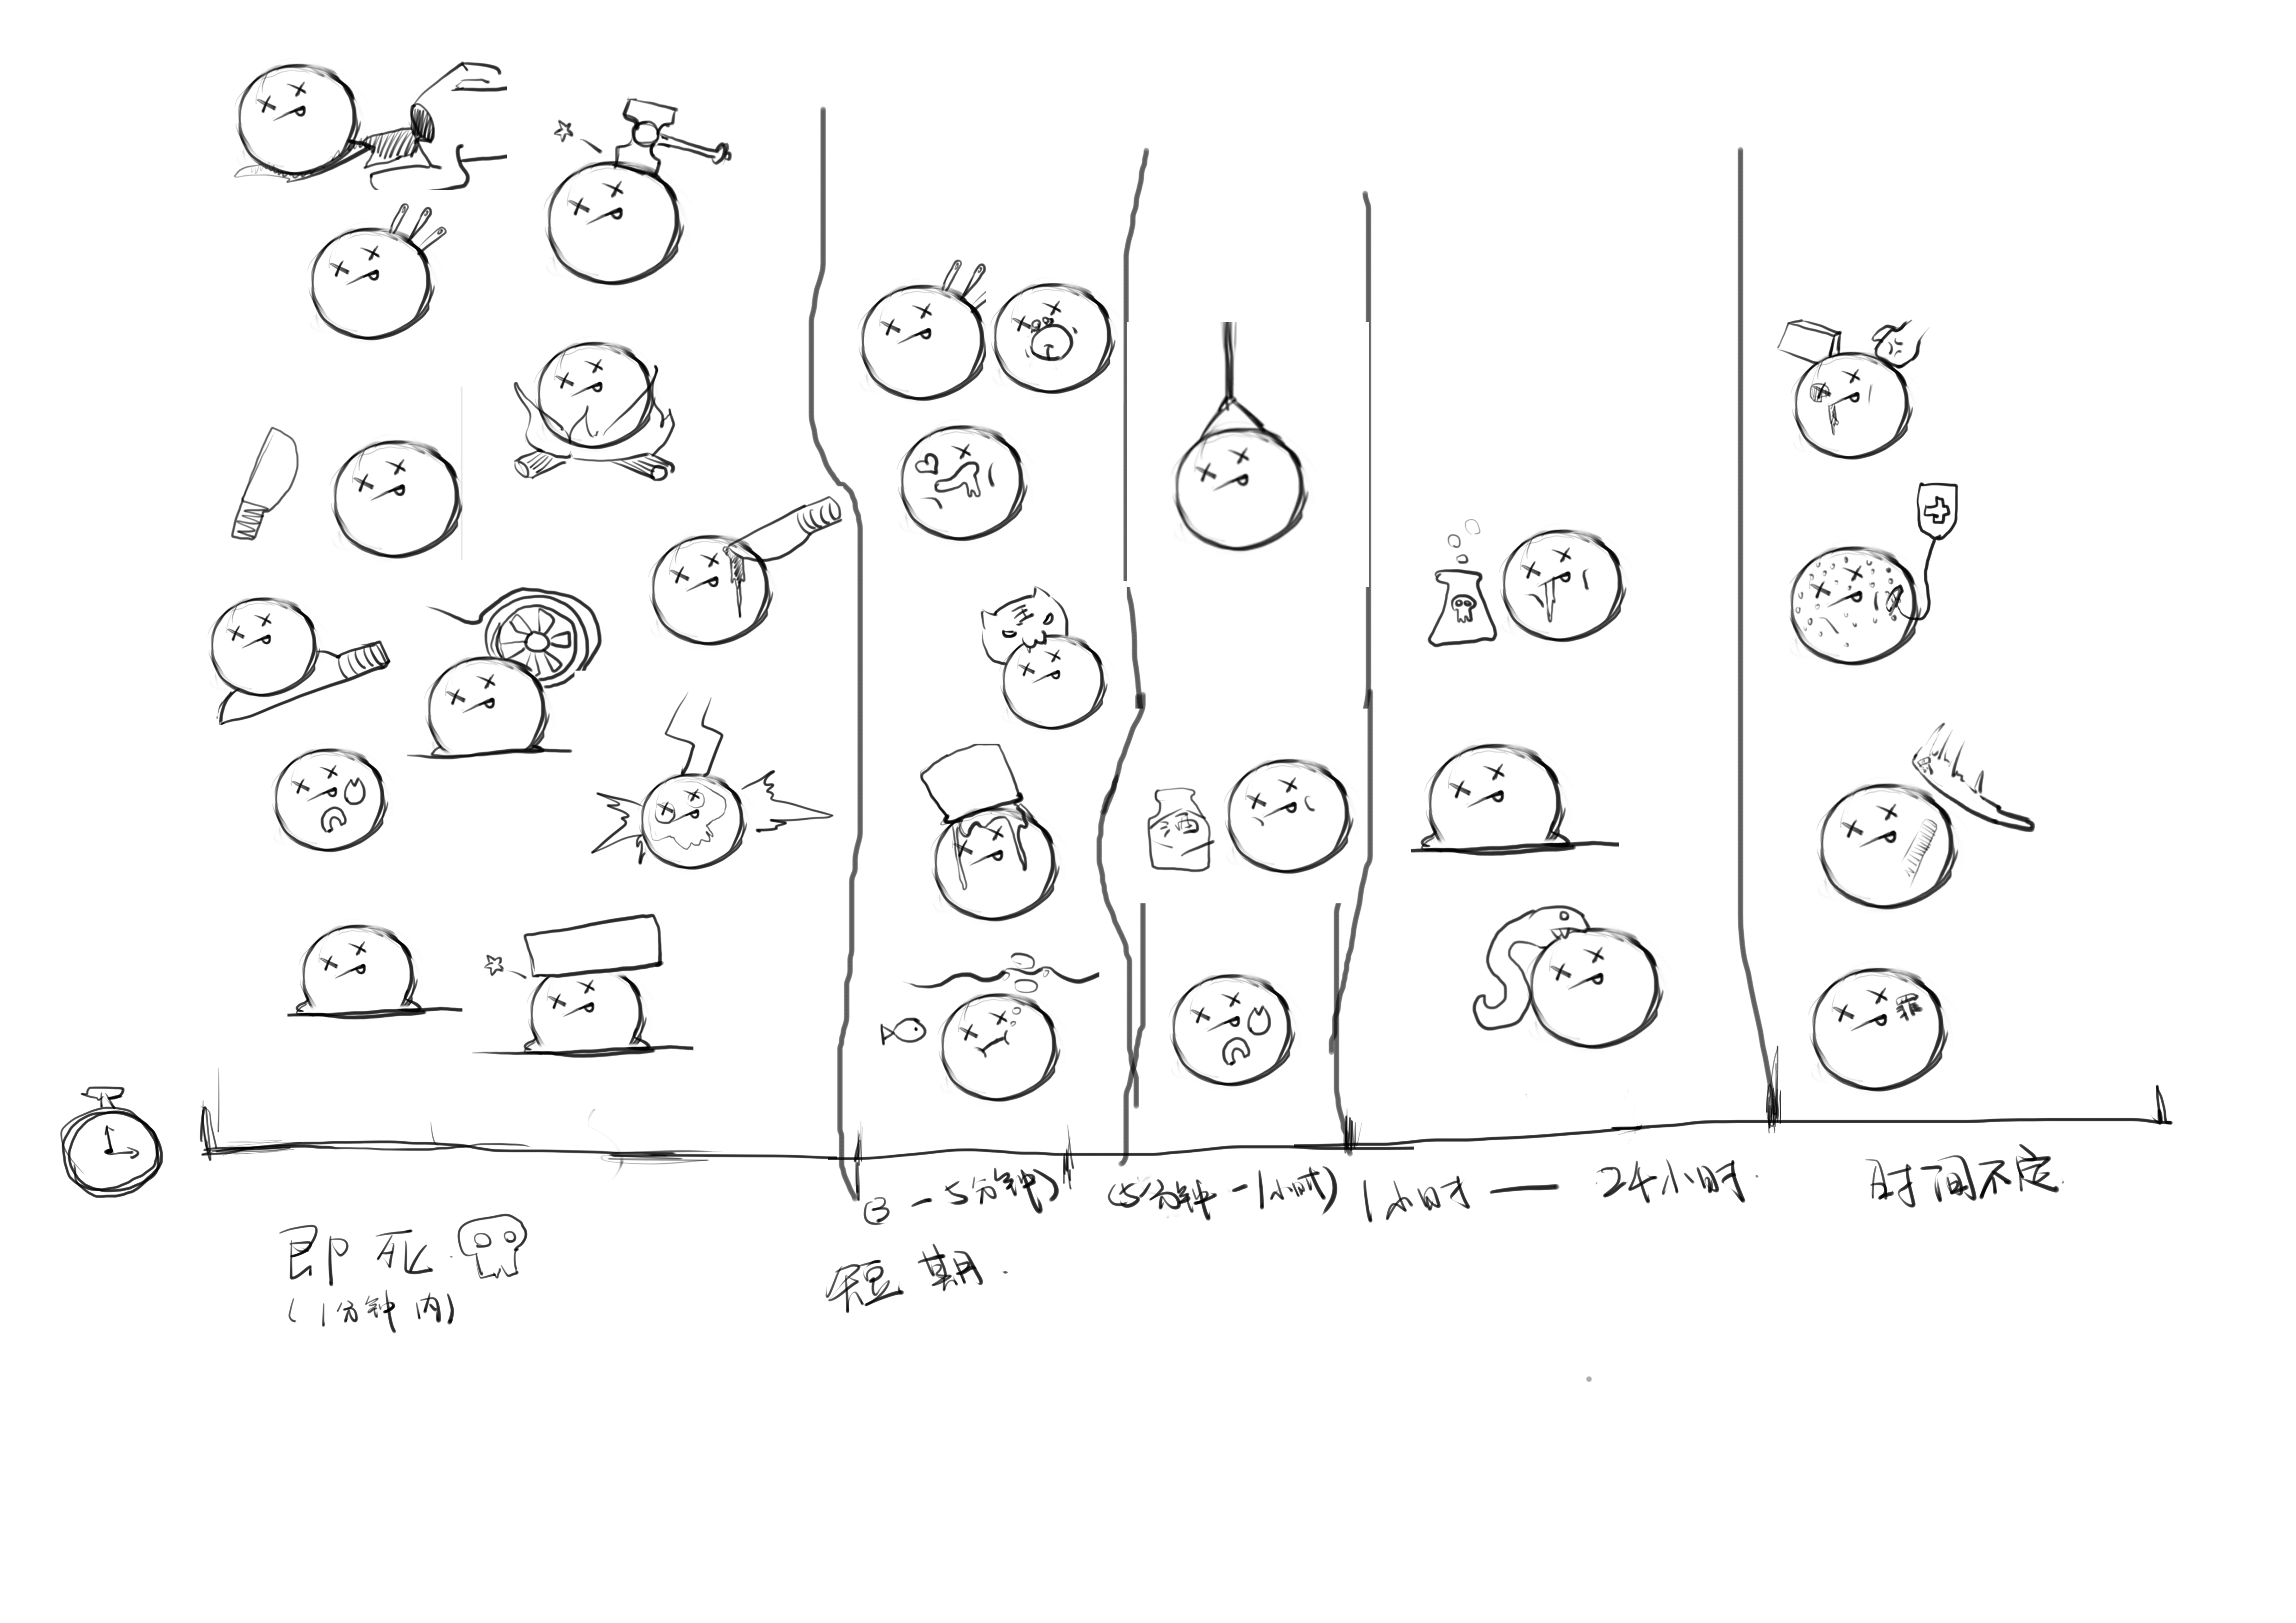 酒
(3-5分钟)
(5分钟-1小时)
1小时——24小时.
时间不定.
即死.
(1分钟内)
短期.